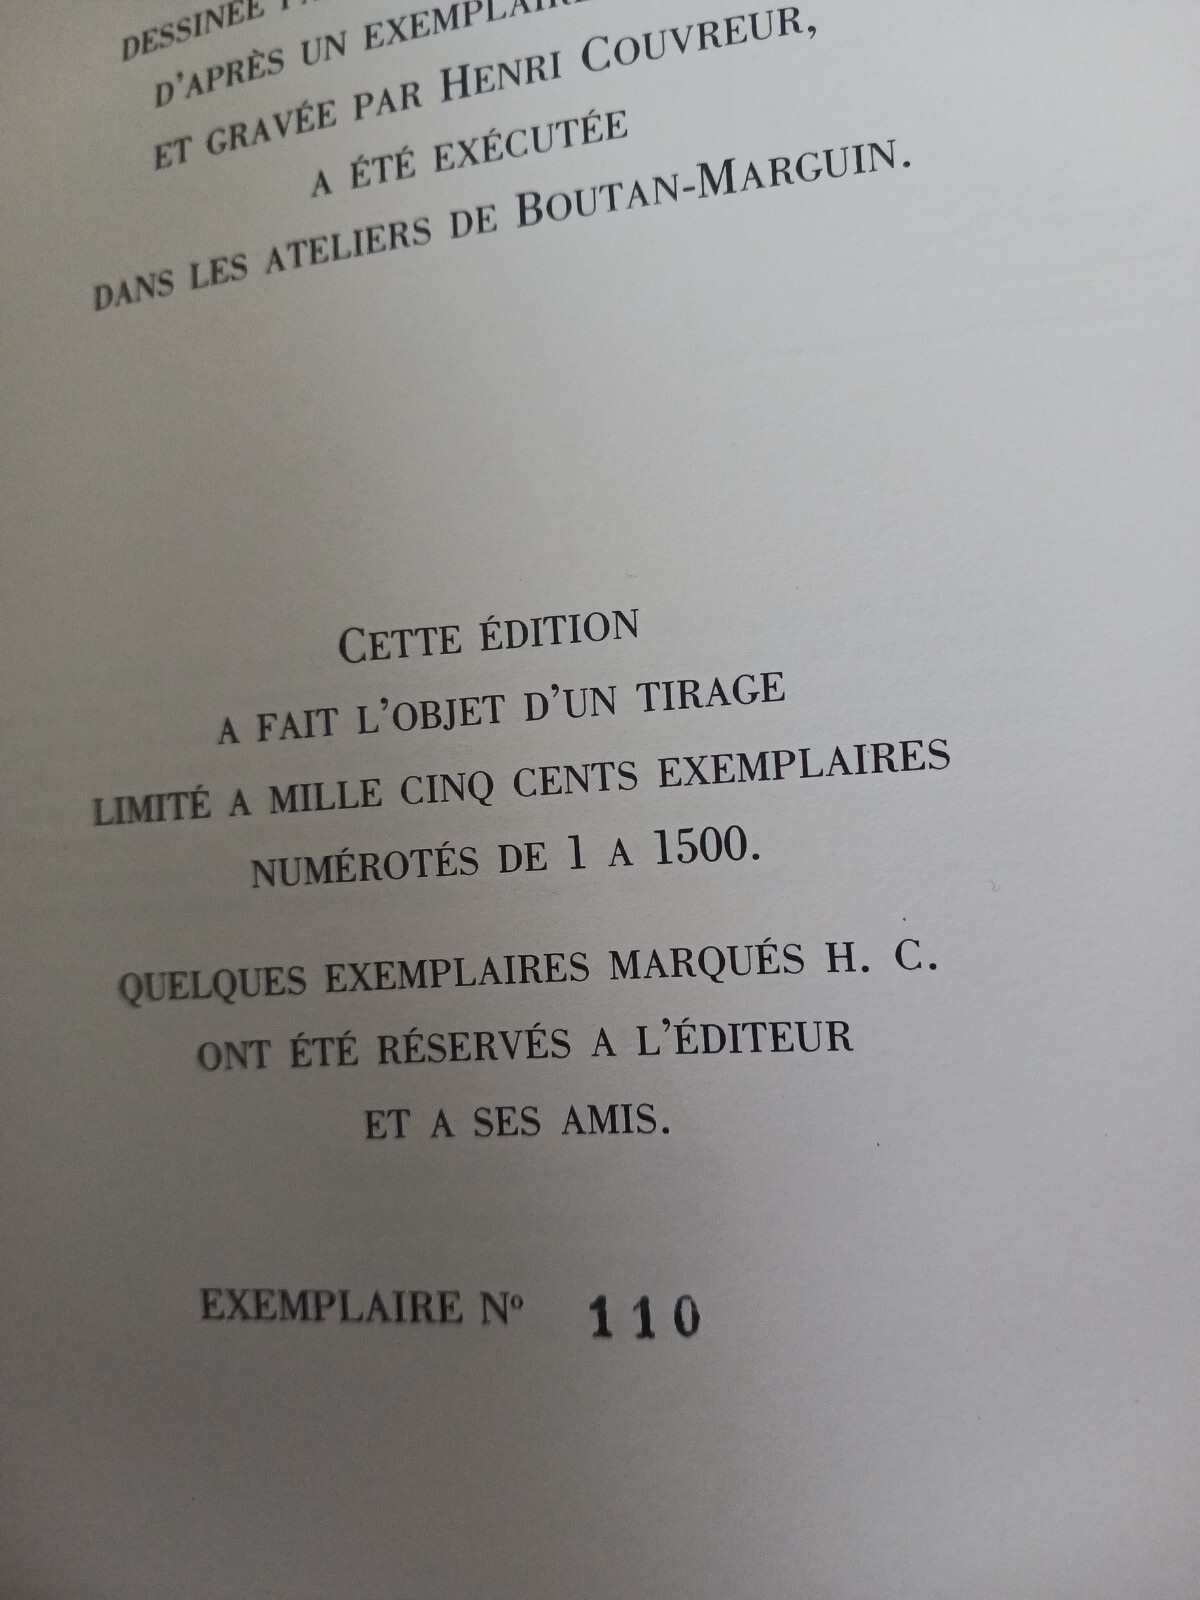 DESSINÉE
D'APRÈS UN EXEMPLAIRE
ET GRAVÉE PAR HENRI COUVREUR,
A ÉTÉ EXÉCUTÉE
DANS LES ATELIERS DE BOUTAN-MARGUIN.
CETTE ÉDITION
A FAIT L'OBJET D'UN TIRAGE
LIMITÉ A MILLE CINQ CENTS EXEMPLAIRES
NUMÉROTÉS DE 1 A 1500.
QUELQUES EXEMPLAIRES MARQUÉS H. C.
ONT ÉTÉ RÉSERVÉS A L'ÉDITEUR
ET A SES AMIS.
EXEMPLAIRE Nº 110